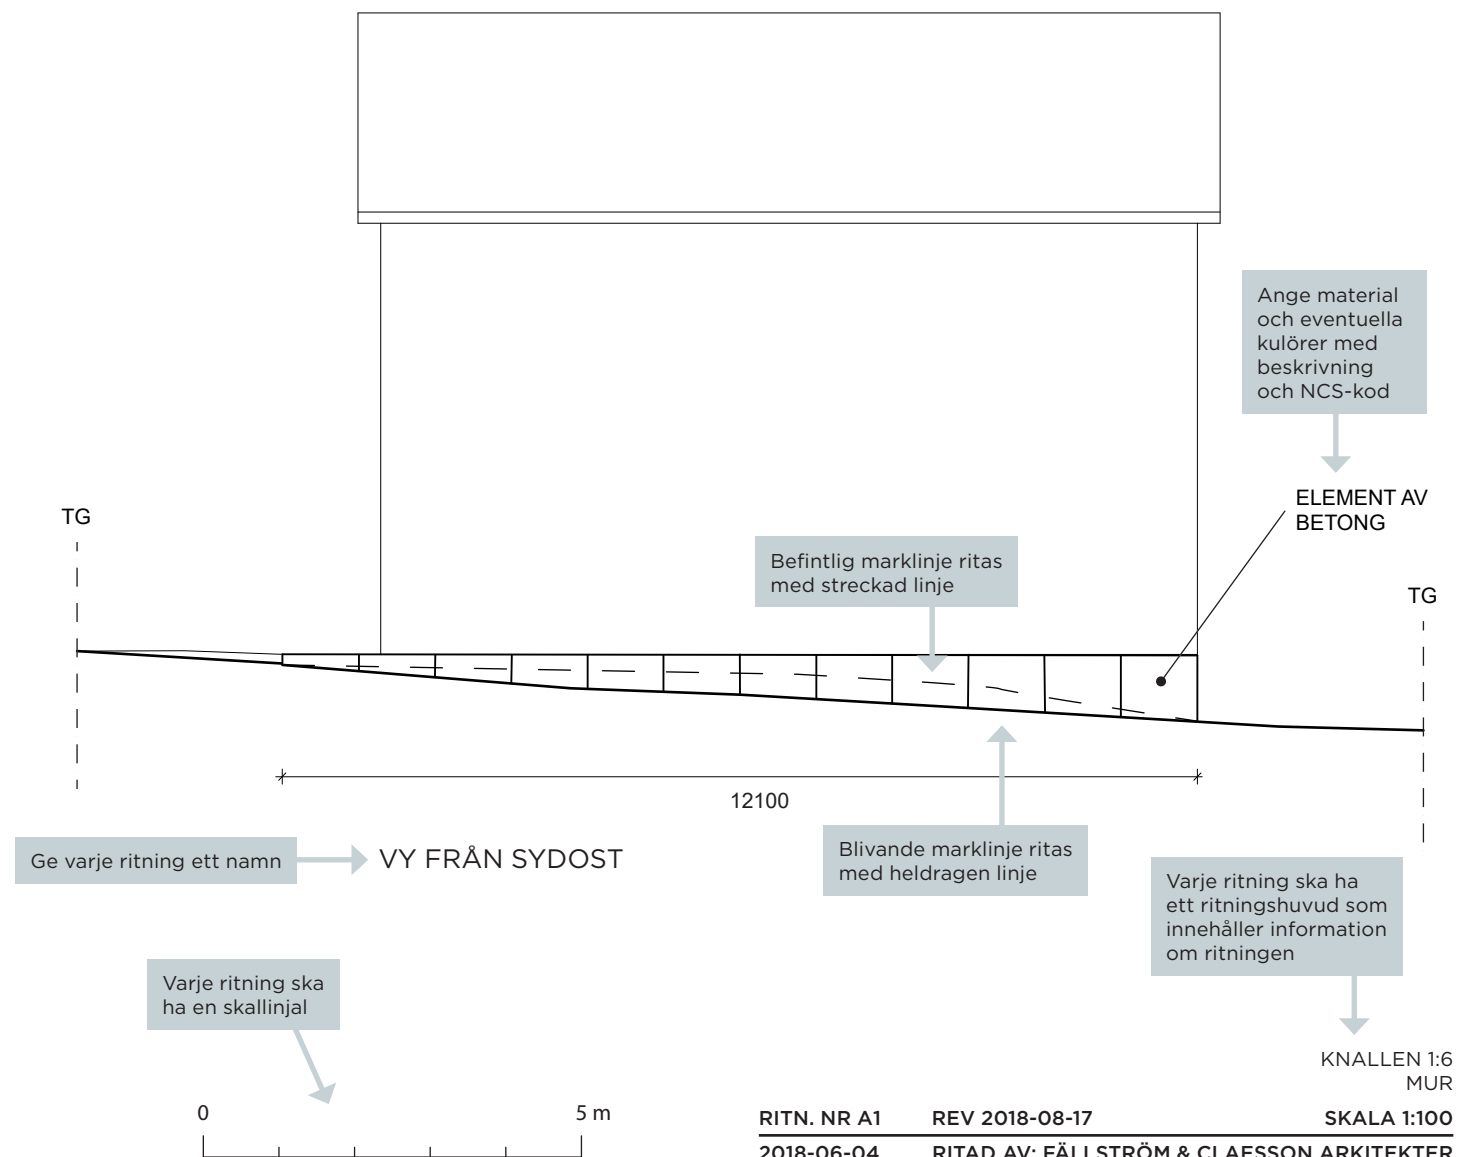 Ange material
och eventuella
kulörer med
beskrivning
och NCS-kod
TG
ELEMENT AV
BETONG
Befintlig marklinje ritas
med streckad linje
TG
12100
Ge varje ritning ett namn
VY FRÅN SYDOST
Blivande marklinje ritas
med heldragen linje
Varje ritning ska ha
ett ritningshuvud som
innehåller information
om ritningen
Varje ritning ska
ha en skallinjal
KNALLEN 1:6
MUR
0 5 m
RITN. NR A1 REV 2018-08-17 SKALA 1:100
2018-06-04 RITAD AV: FÄLLSTRÖM & CLAESSON ARKITEKTER